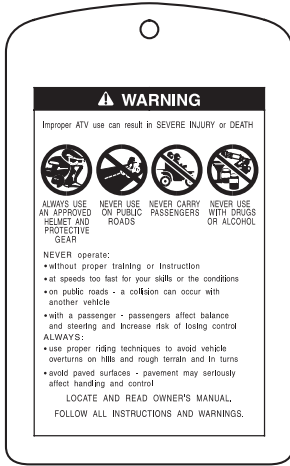 WARNING
Improper ATV use can result in SEVERE INJURY or DEATH
ALWAYS USE
AN APPROVED
HELMET AND
PROTECTIVE
GEAR
NEVER USE
ON PUBLIC
ROADS
NEVER CARRY
PASSENGERS
NEVER USE
WITH DRUGS
OR ALCOHOL
NEVER operate:
• without proper training or instruction
• at speeds too fast for your skills or the conditions
• on public roads - a collision can occur with
another vehicle
• with a passenger - passengers affect balance
and steering and increase risk of losing control
ALWAYS:
• use proper riding techniques to avoid vehicle
overturns on hills and rough terrain and in turns
• avoid paved surfaces - pavement may seriously
affect handling and control
LOCATE AND READ OWNER'S MANUAL.
FOLLOW ALL INSTRUCTIONS AND WARNINGS.